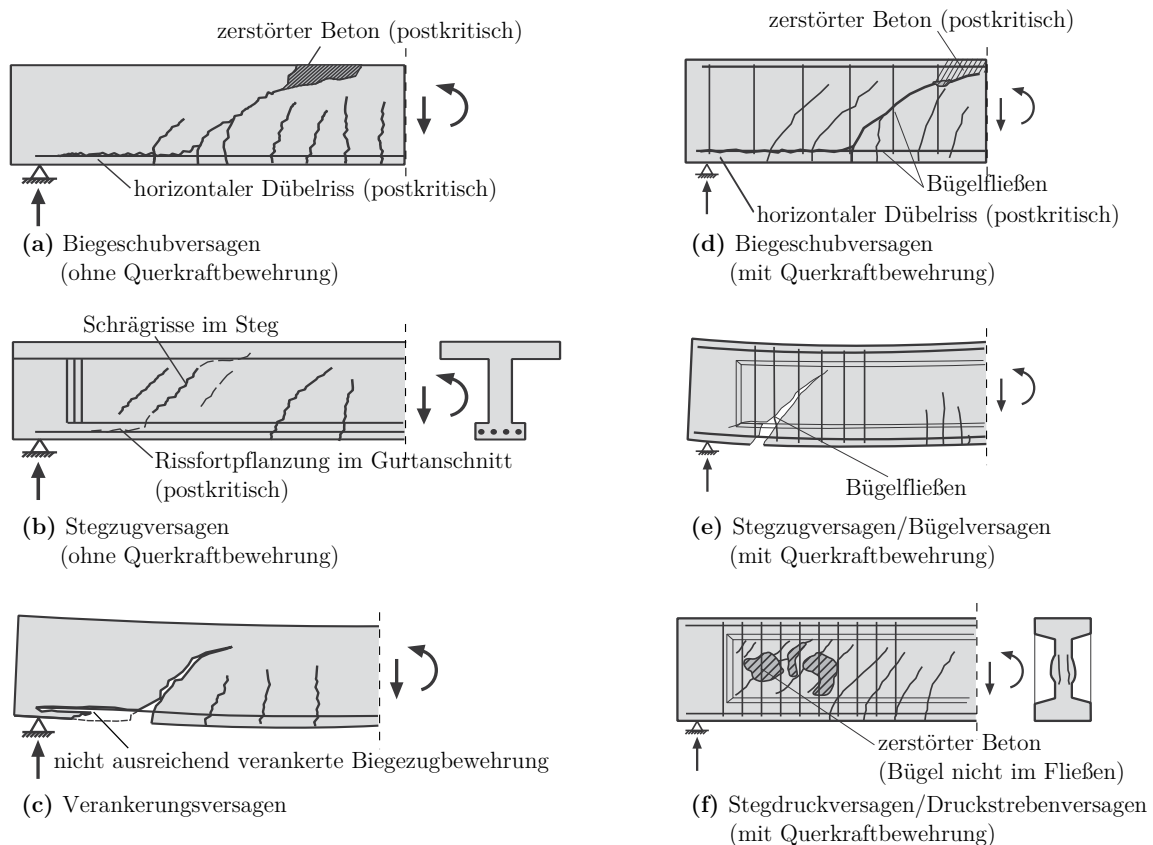 zerstörter Beton (postkritisch)
horizontaler Dübelriss (postkritisch)
(a) Biegeschubversagen
(ohne Querkraftbewehrung)
Schrägrisse im Steg
Rissfortpflanzung im Gurtanschnitt
(postkritisch)
(b) Stegzugversagen
(ohne Querkraftbewehrung)
nicht ausreichend verankerte Biegezugbewehrung
(c) Verankerungsversagen
zerstörter Beton (postkritisch)
Bügelfließen
horizontaler Dübelriss (postkritisch)
(d) Biegeschubversagen
(mit Querkraftbewehrung)
Bügelfließen
(e) Stegzugversagen/Bügelversagen
(mit Querkraftbewehrung)
zerstörter Beton
(Bügel nicht im Fließen)
(f) Stegdruckversagen/Druckstrebenversagen
(mit Querkraftbewehrung)